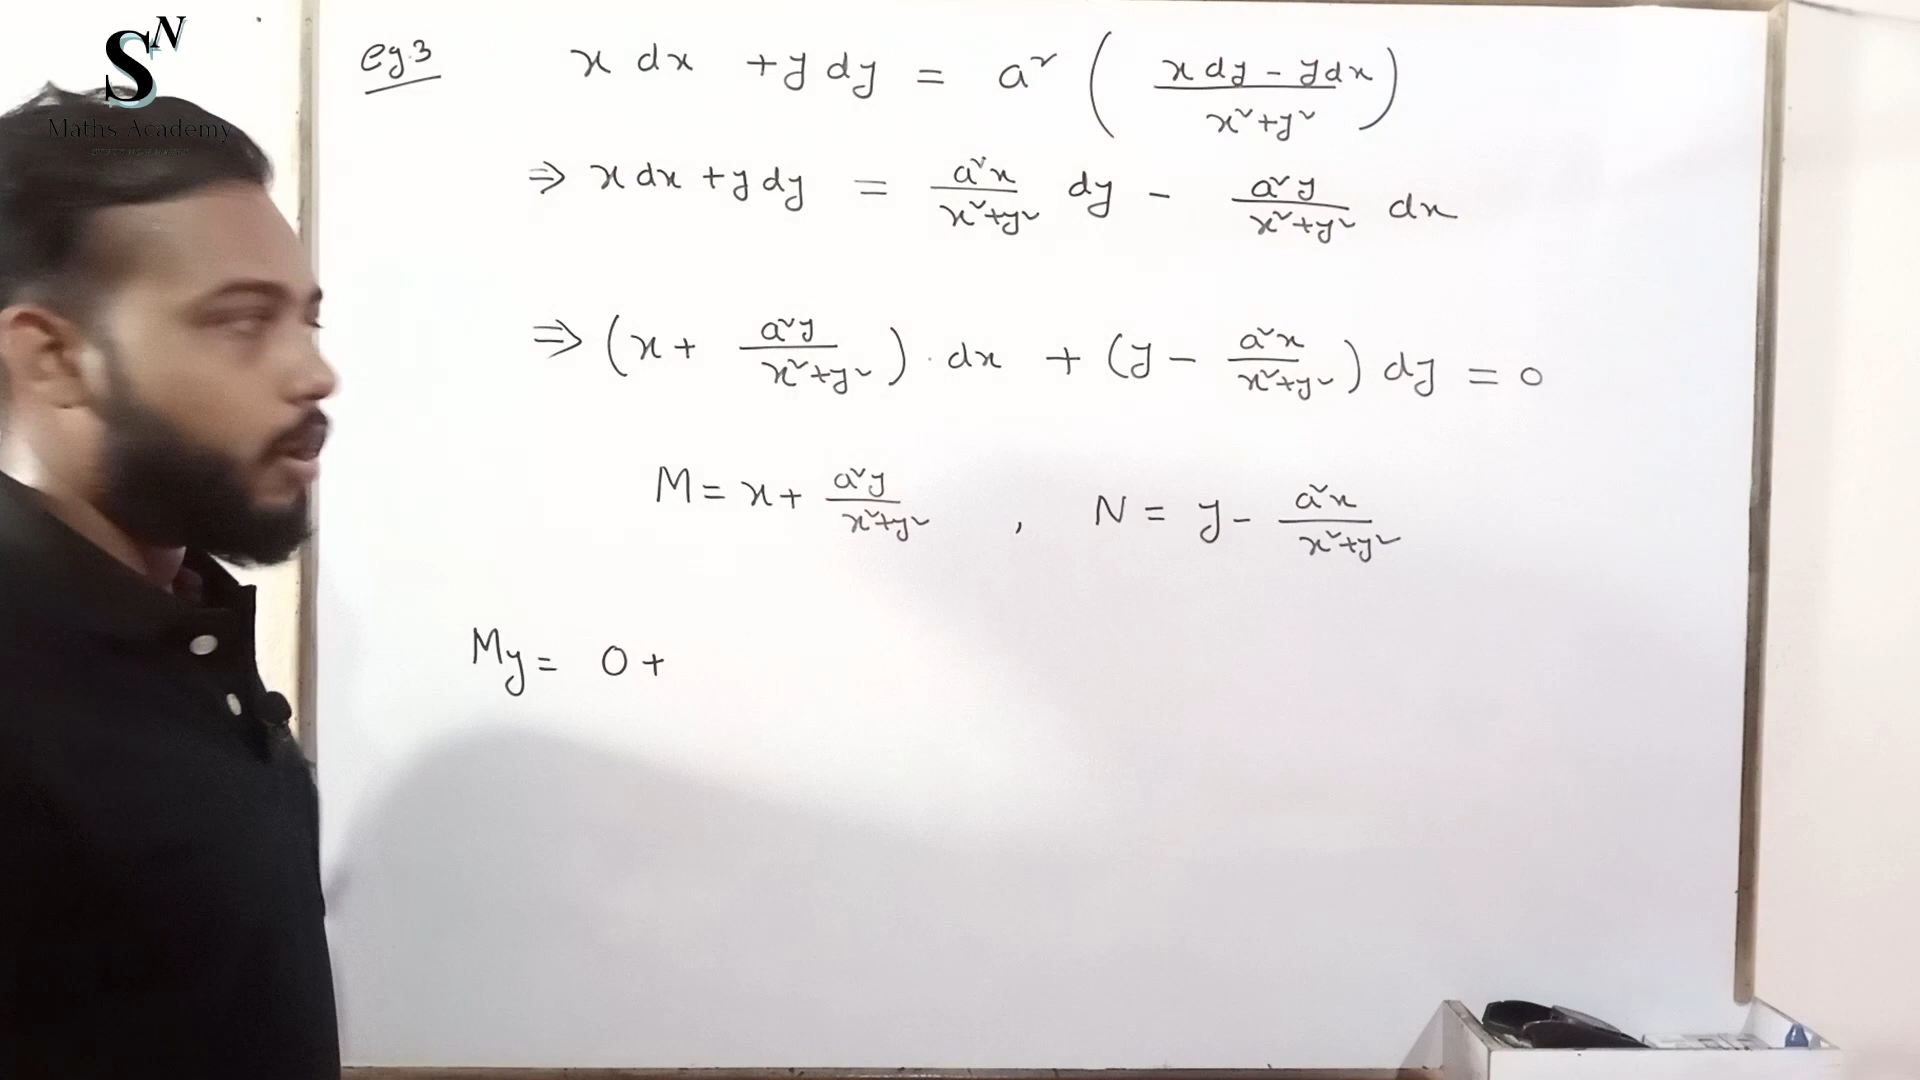 SN
Maths Academy
eg.3 x dx + y dy = a² ( x dy - y dx / x²+y² )
⇒ x dx + y dy = a²x / x²+y² dy - a²y / x²+y² dx
⇒ (x + a²y / x²+y² ) . dx + (y - a²x / x²+y² ) dy = 0
M = x + a²y / x²+y² , N = y - a²x / x²+y²
My = 0 +